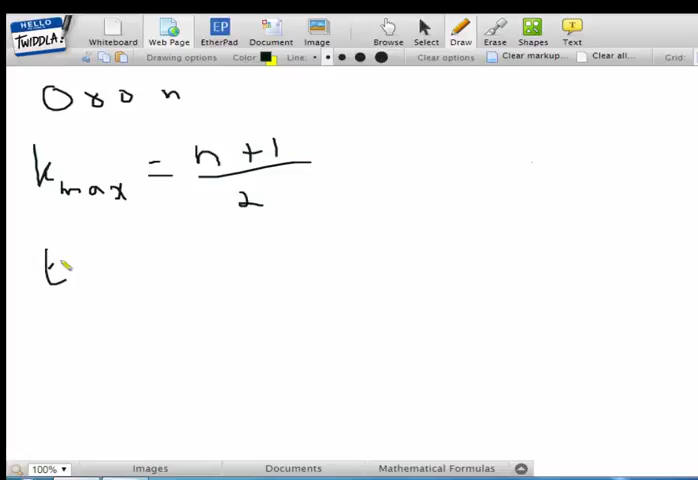 HELLO
TWIDDLA!
Whiteboard Web Page EtherPad Document Image Browse Select Draw Erase Shapes Text
Drawing options Color: Line: Clear options Clear markup... Clear all... Grid:
n
k max = n + 1
2
t
100% Images Documents Mathematical Formulas